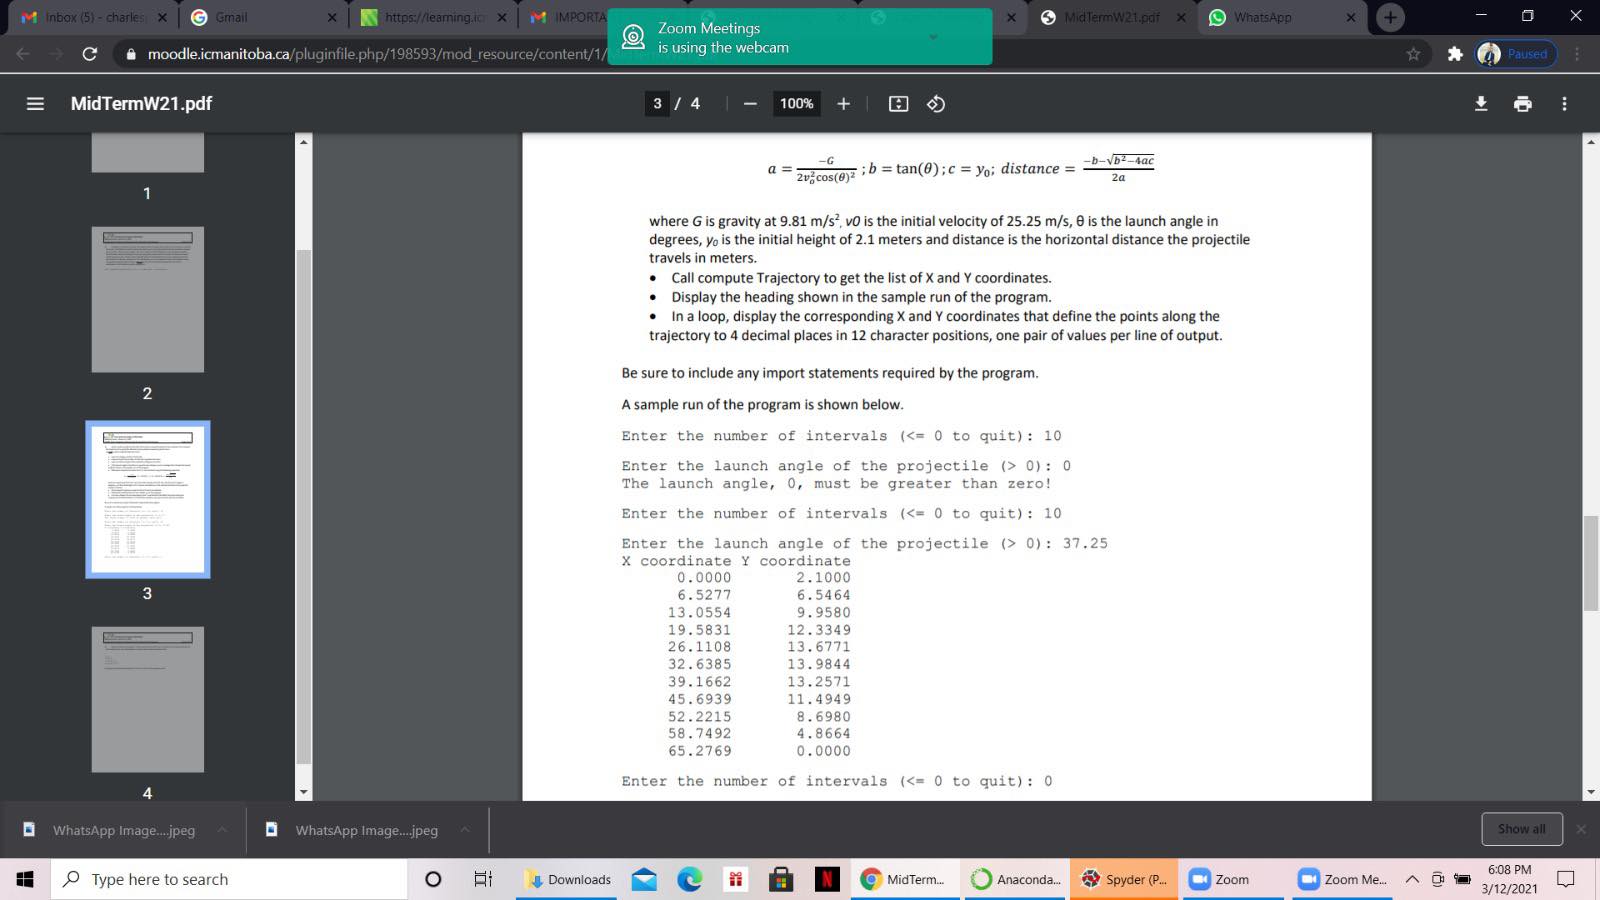 Inbox (5) - charles
Gmail
https://learning.ic
IMPORTA
MidTermW21.pdf
WhatsApp
Zoom Meetings
is using the webcam
moodle.icmanitoba.ca/pluginfile.php/198593/mod_resource/content/1/
Paused
MidTermW21.pdf
3 / 4
100%
1
2
3
4
a = −G / 2v₀²cos(θ)² ; b = tan(θ); c = y₀; distance = −b−√b²−4ac / 2a
where G is gravity at 9.81 m/s², v0 is the initial velocity of 25.25 m/s, θ is the launch angle in
degrees, y₀ is the initial height of 2.1 meters and distance is the horizontal distance the projectile
travels in meters.
• Call compute Trajectory to get the list of X and Y coordinates.
• Display the heading shown in the sample run of the program.
• In a loop, display the corresponding X and Y coordinates that define the points along the
trajectory to 4 decimal places in 12 character positions, one pair of values per line of output.
Be sure to include any import statements required by the program.
A sample run of the program is shown below.
Enter the number of intervals (<= 0 to quit): 10
Enter the launch angle of the projectile (> 0): 0
The launch angle, 0, must be greater than zero!
Enter the number of intervals (<= 0 to quit): 10
Enter the launch angle of the projectile (> 0): 37.25
X coordinate Y coordinate
0.0000 2.1000
6.5277 6.5464
13.0554 9.9580
19.5831 12.3349
26.1108 13.6771
32.6385 13.9844
39.1662 13.2571
45.6939 11.4949
52.2215 8.6980
58.7492 4.8664
65.2769 0.0000
Enter the number of intervals (<= 0 to quit): 0
WhatsApp Image....jpeg
WhatsApp Image....jpeg
Show all
Type here to search
Downloads
MidTerm...
Anaconda...
Spyder (P...
Zoom
Zoom Me...
6:08 PM
3/12/2021